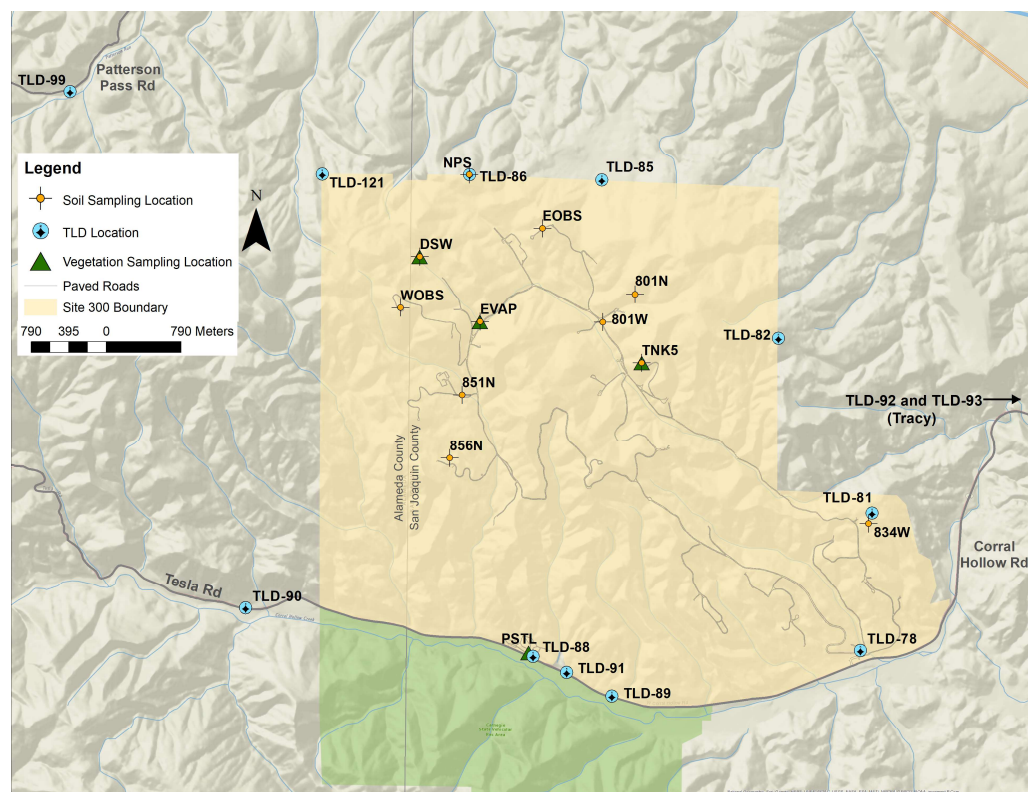 TLD-99
Patterson
Pass Rd
Legend
Soil Sampling Location
TLD Location
Vegetation Sampling Location
Paved Roads
Site 300 Boundary
790 395 0 790 Meters
N
TLD-121
NPS
TLD-86
TLD-85
EOBS
DSW
WOBS
EVAP
801N
801W
TLD-82
TNK5
851N
TLD-92 and TLD-93
(Tracy)
856N
Alameda County
San Joaquin County
TLD-81
834W
Corral
Hollow Rd
Tesla Rd
TLD-90
PSTL
TLD-88
TLD-78
TLD-91
TLD-89